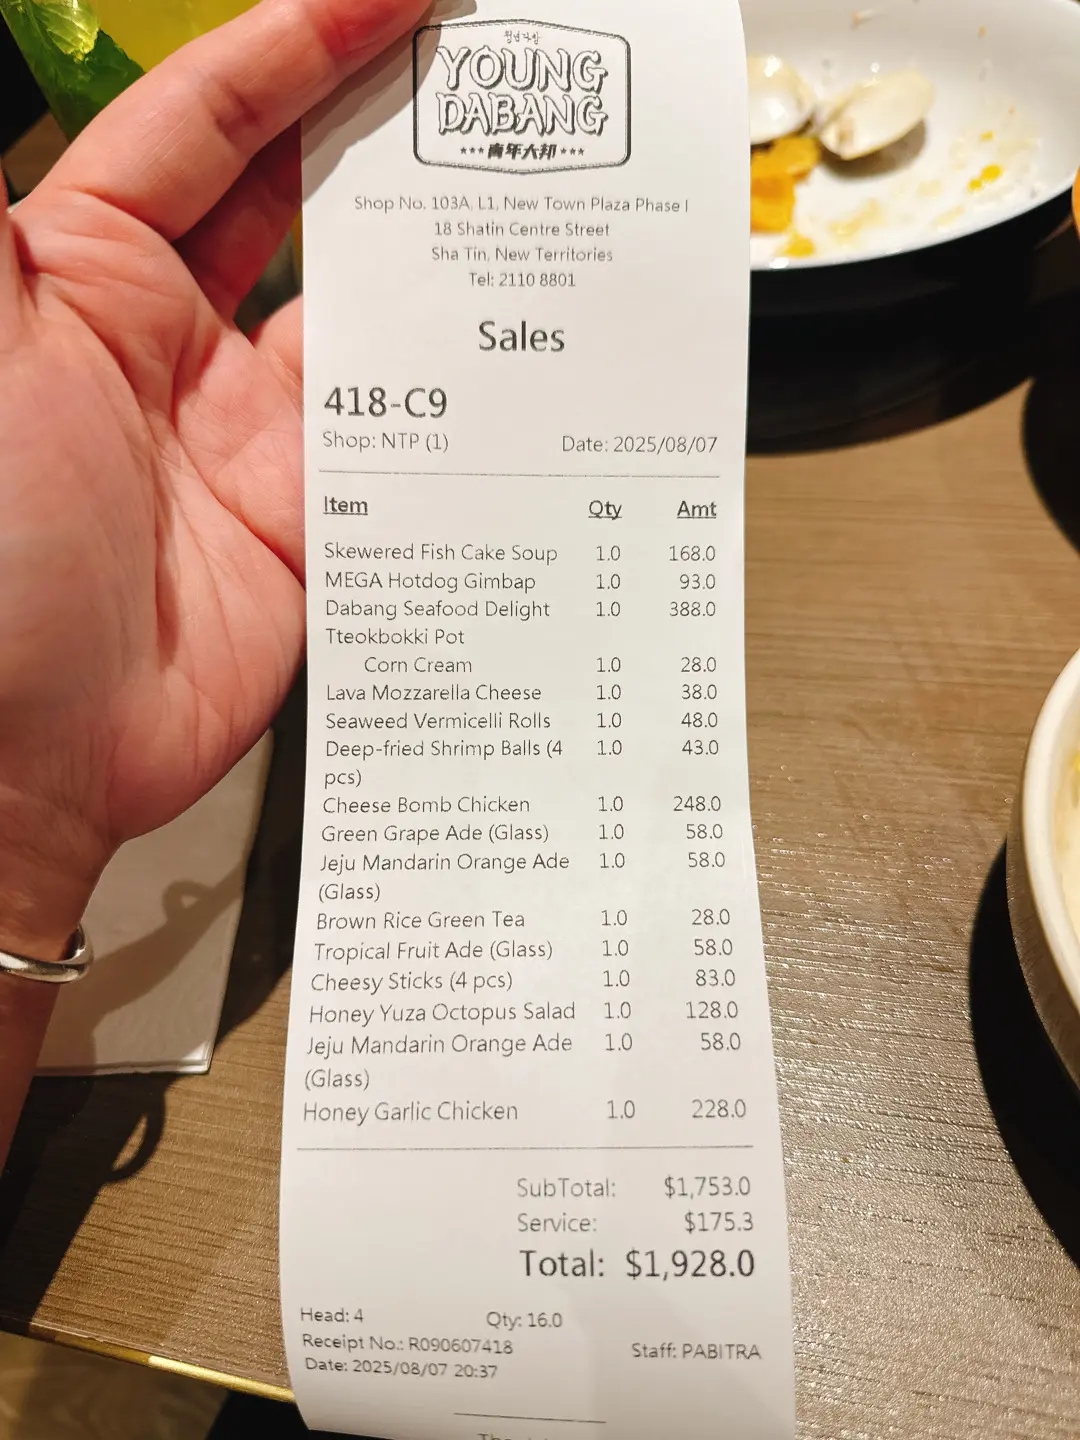 청년다방
YOUNG
DABANG
青年大邦
Shop No. 103A, L1, New Town Plaza Phase I
18 Shatin Centre Street
Sha Tin, New Territories
Tel: 2110 8801
Sales
418-C9
Shop: NTP (1) Date: 2025/08/07
Item Qty Amt
Skewered Fish Cake Soup 1.0 168.0
MEGA Hotdog Gimbap 1.0 93.0
Dabang Seafood Delight 1.0 388.0
Tteokbokki Pot
Corn Cream 1.0 28.0
Lava Mozzarella Cheese 1.0 38.0
Seaweed Vermicelli Rolls 1.0 48.0
Deep-fried Shrimp Balls (4 1.0 43.0
pcs)
Cheese Bomb Chicken 1.0 248.0
Green Grape Ade (Glass) 1.0 58.0
Jeju Mandarin Orange Ade 1.0 58.0
(Glass)
Brown Rice Green Tea 1.0 28.0
Tropical Fruit Ade (Glass) 1.0 58.0
Cheesy Sticks (4 pcs) 1.0 83.0
Honey Yuza Octopus Salad 1.0 128.0
Jeju Mandarin Orange Ade 1.0 58.0
(Glass)
Honey Garlic Chicken 1.0 228.0
SubTotal: $1,753.0
Service: $175.3
Total: $1,928.0
Head: 4 Qty: 16.0
Receipt No.: R090607418 Staff: PABITRA
Date: 2025/08/07 20:37